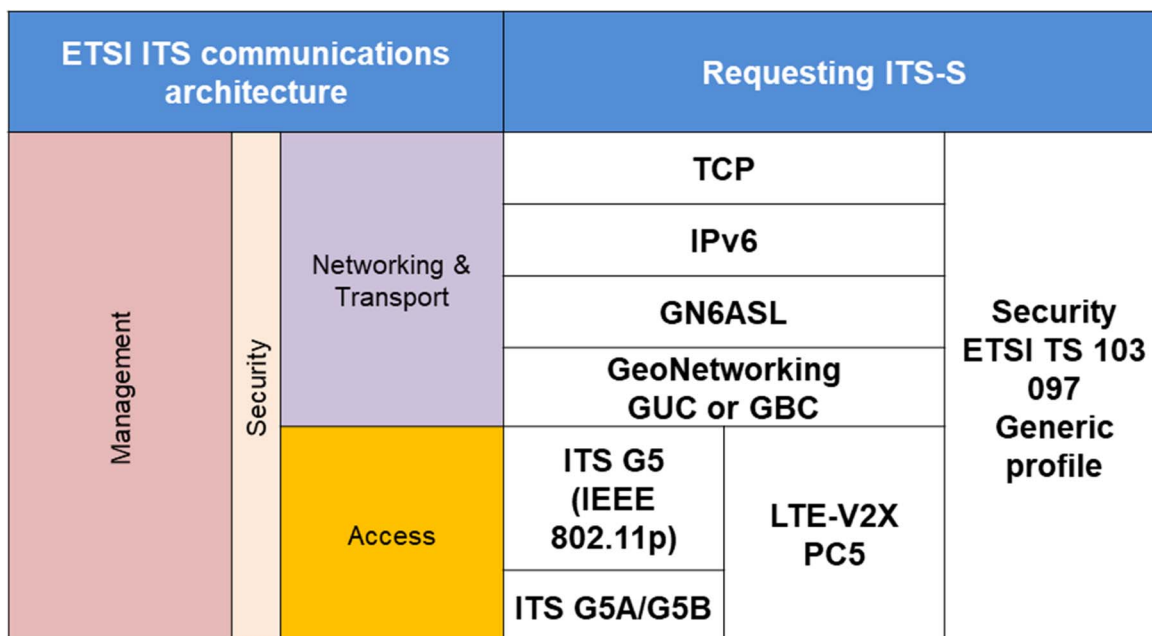 ETSI ITS communications
architecture
Requesting ITS-S
Management
Security
Networking &
Transport
TCP
IPv6
GN6ASL
GeoNetworking
GUC or GBC
Security
ETSI TS 103
097
Generic
profile
Access
ITS G5
(IEEE
802.11p)
LTE-V2X
PC5
ITS G5A/G5B